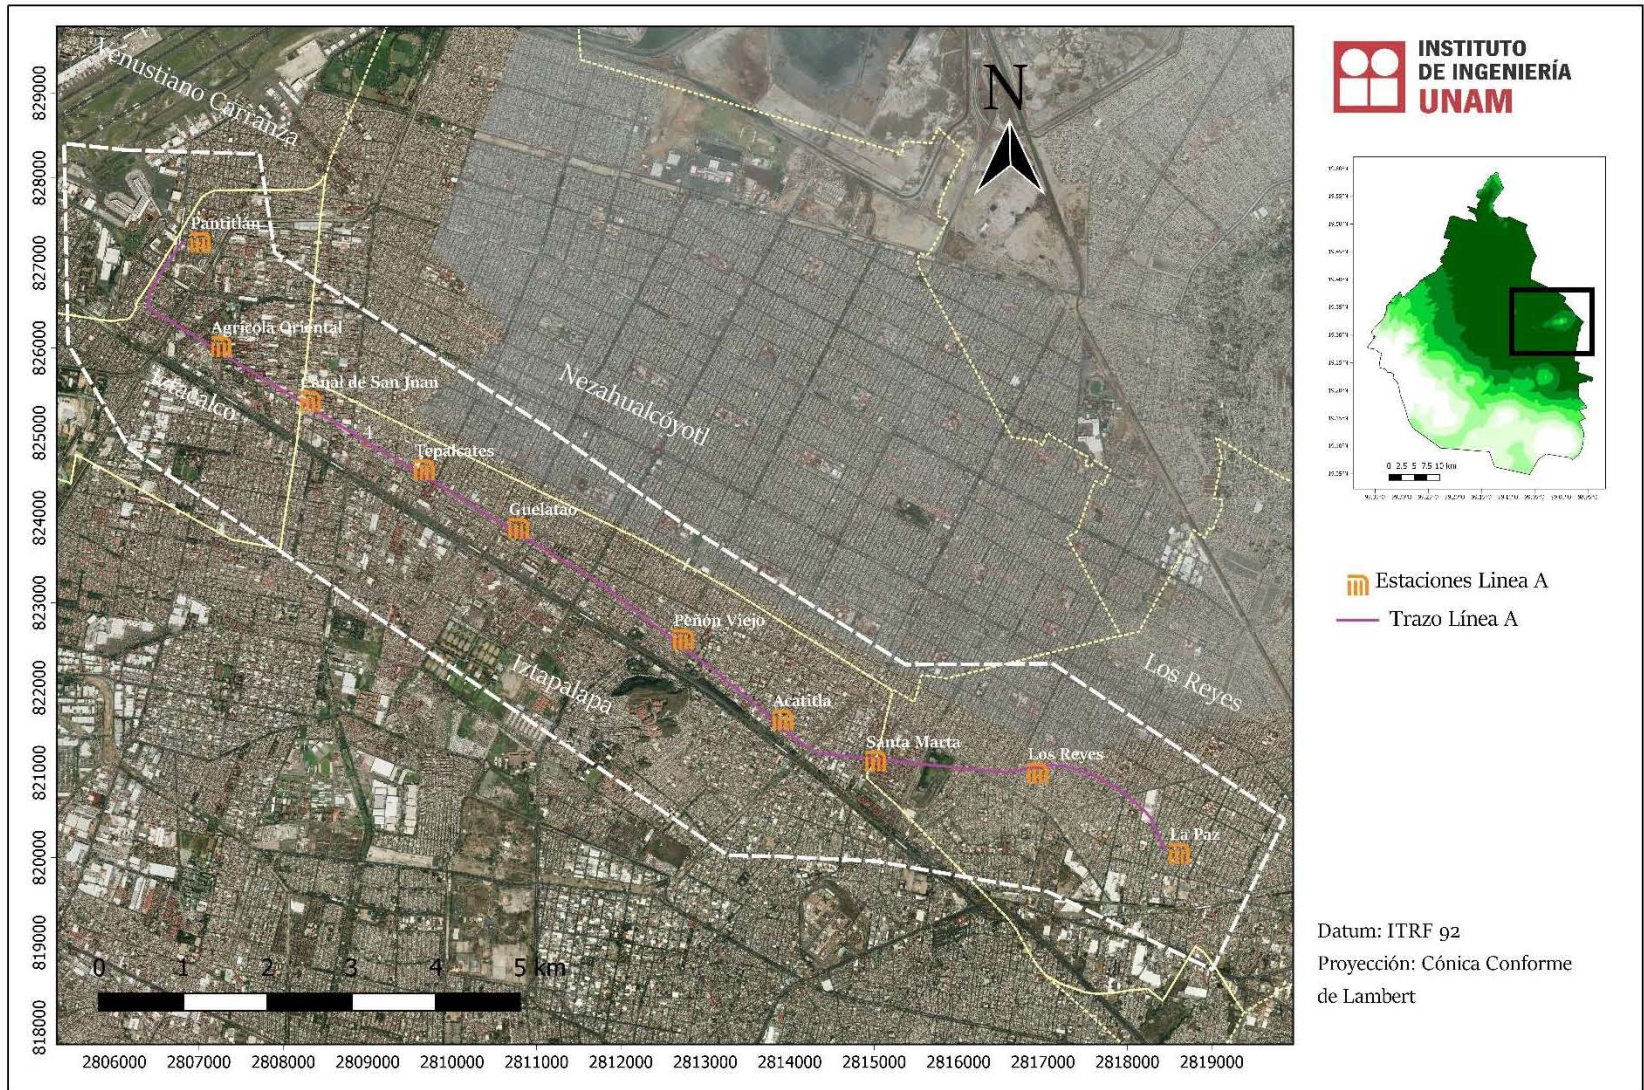 Venustiano Carranza
N
Pantitlán
Agrícola Oriental
Canal de San Juan
Iztacalco
Tepalcates
Nezahualcóyotl
Guelatao
Peñón Viejo
Iztapalapa
Los Reyes
Acatitla
Santa Marta
Los Reyes
La Paz
0 1 2 3 4 5 km
829000
828000
827000
826000
825000
824000
823000
822000
821000
820000
819000
818000
2806000 2807000 2808000 2809000 2810000 2811000 2812000 2813000 2814000 2815000 2816000 2817000 2818000 2819000
INSTITUTO
DE INGENIERÍA
UNAM
0 2.5 5 7.5 10 km
Estaciones Linea A
Trazo Línea A
Datum: ITRF 92
Proyección: Cónica Conforme
de Lambert